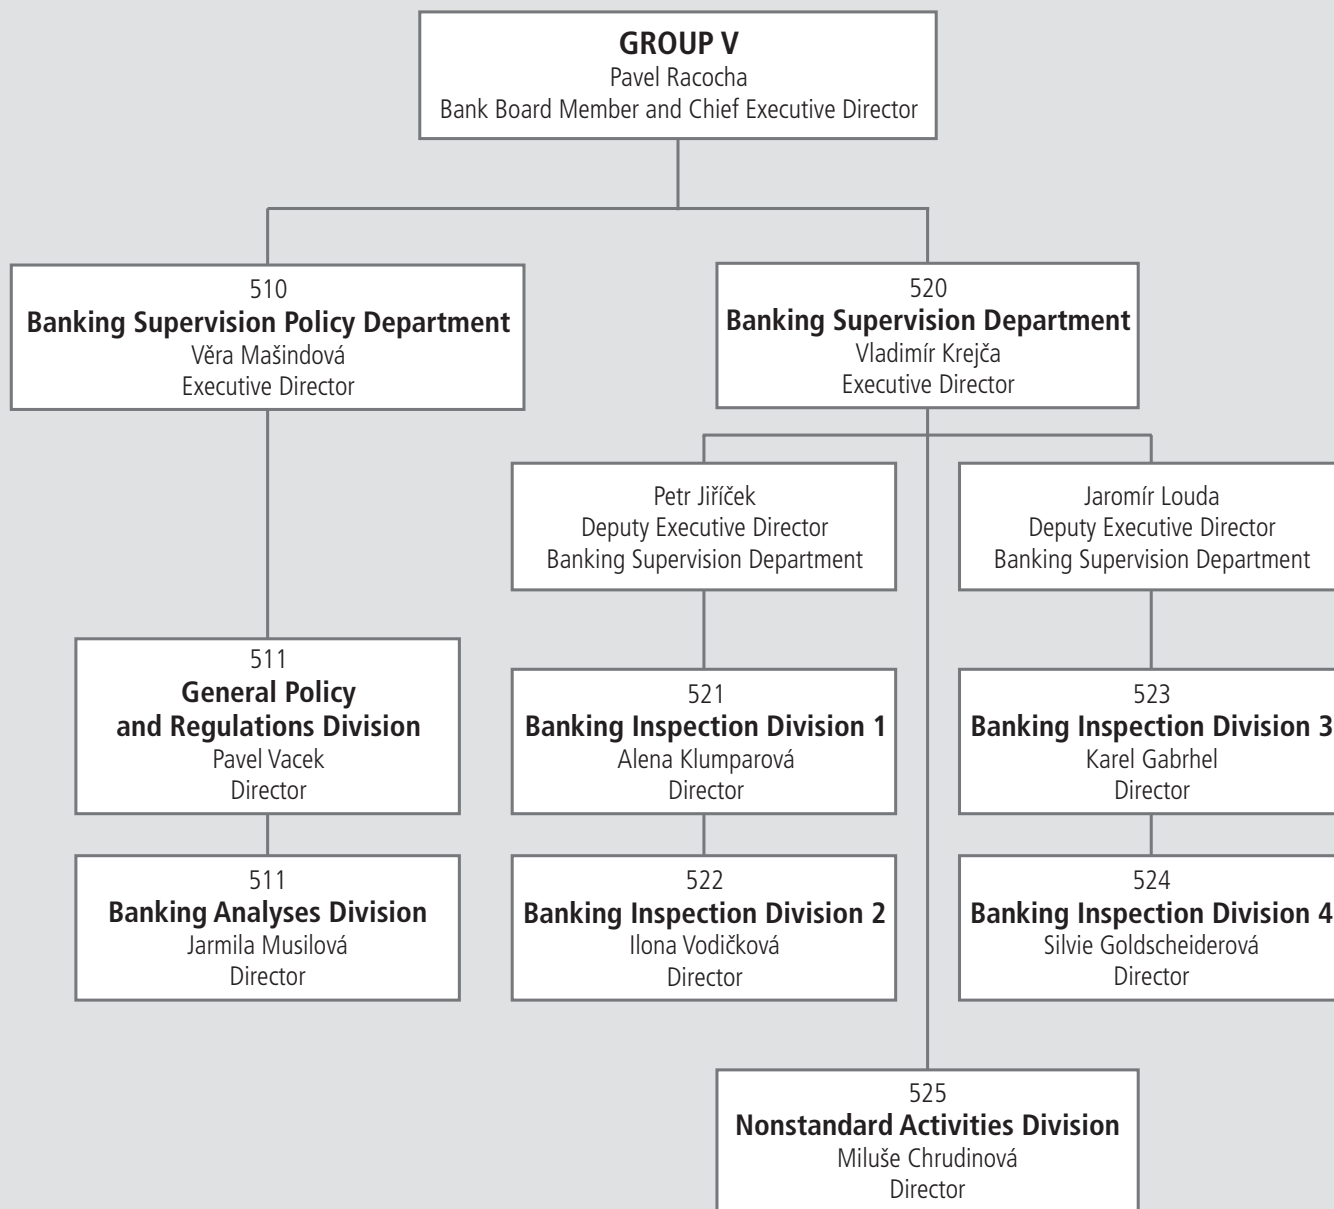 GROUP V
Pavel Racocha
Bank Board Member and Chief Executive Director
510
Banking Supervision Policy Department
Věra Mašindová
Executive Director
520
Banking Supervision Department
Vladimír Krejča
Executive Director
Petr Jiříček
Deputy Executive Director
Banking Supervision Department
Jaromír Louda
Deputy Executive Director
Banking Supervision Department
511
General Policy
and Regulations Division
Pavel Vacek
Director
521
Banking Inspection Division 1
Alena Klumparová
Director
523
Banking Inspection Division 3
Karel Gabrhel
Director
511
Banking Analyses Division
Jarmila Musilová
Director
522
Banking Inspection Division 2
Ilona Vodičková
Director
524
Banking Inspection Division 4
Silvie Goldscheiderová
Director
525
Nonstandard Activities Division
Miluše Chrudinová
Director